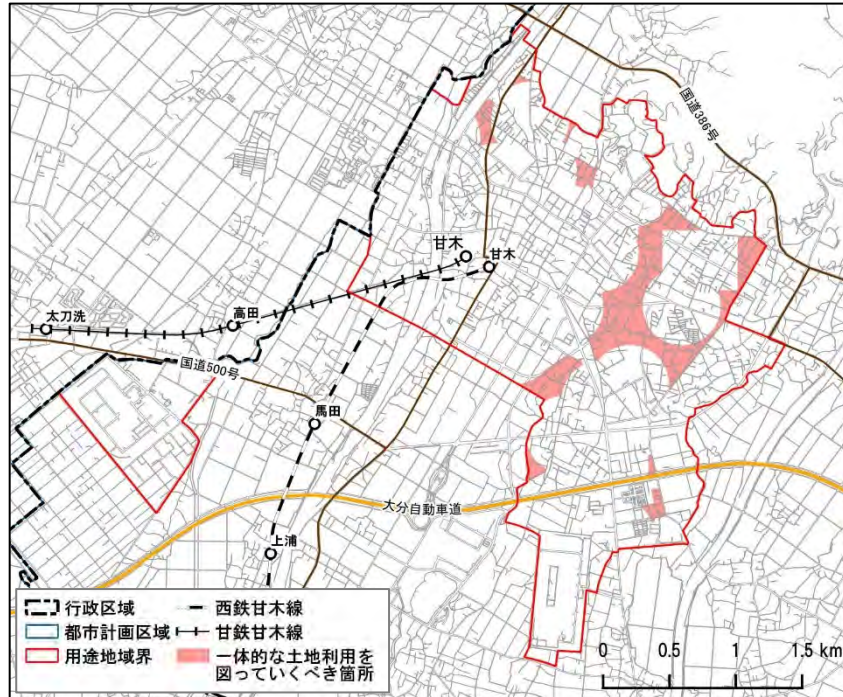 国道386号
甘木
甘木
太刀洗
高田
国道500号
馬田
大分自動車道
上浦
行政区域
都市計画区域
用途地域界
西鉄甘木線
甘鉄甘木線
一体的な土地利用を
図っていくべき箇所
0 0.5 1 1.5 km